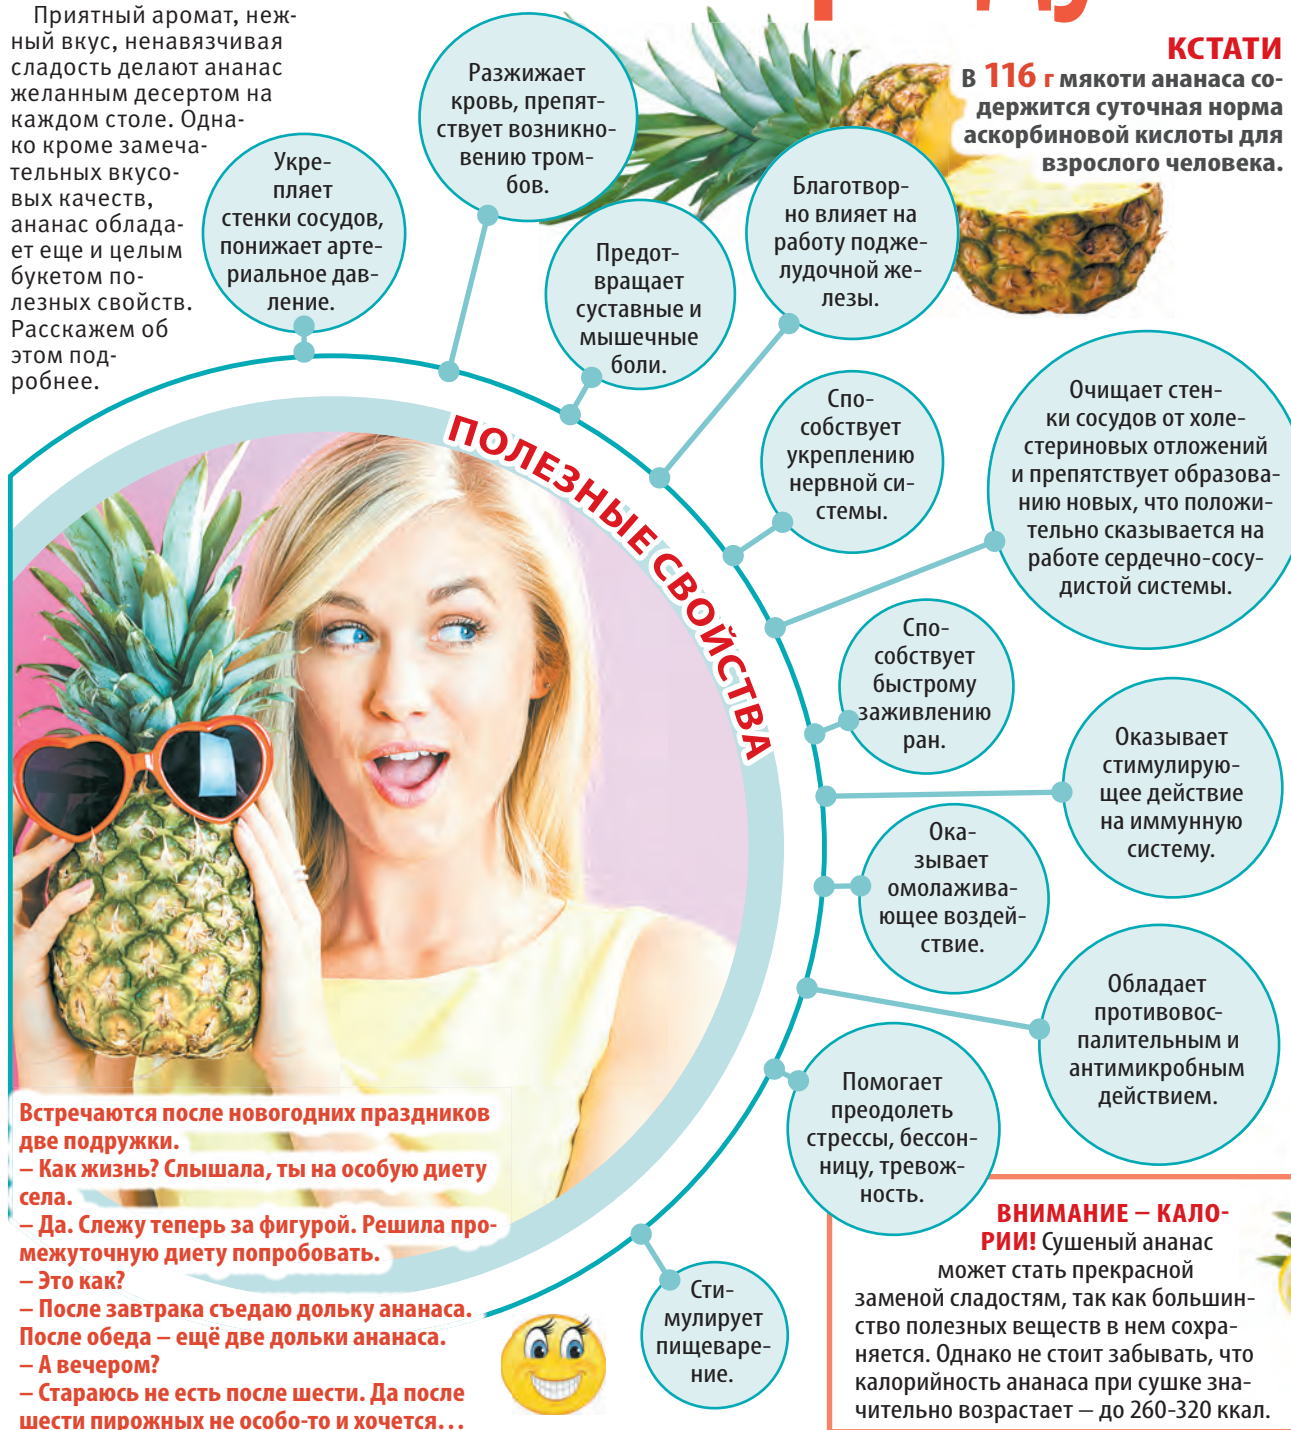 Приятный аромат, неж-
ный вкус, ненавязчивая
сладость делают ананас
желанным десертом на
каждом столе. Одна-
ко кроме замеча-
тельных вкусо-
вых качеств,
ананас облада-
ет еще и целым
букетом по-
лезных свойств.
Расскажем об
этом под-
робнее.
КСТАТИ
В 116 г мякоти ананаса со-
держится суточная норма
аскорбиновой кислоты для
взрослого человека.
ПОЛЕЗНЫЕ СВОЙСТВА
Укре-
пляет
стенки сосудов,
понижает арте-
риальное дав-
ление.
Разжижает
кровь, препят-
ствует возникно-
вению тром-
бов.
Предот-
вращает
суставные и
мышечные
боли.
Благотвор-
но влияет на
работу подже-
лудочной же-
лезы.
Спо-
собствует
укреплению
нервной си-
стемы.
Очищает стен-
ки сосудов от холе-
стериновых отложений
и препятствует образова-
нию новых, что положи-
тельно сказывается на
работе сердечно-сосу-
дистой системы.
Спо-
собствует
быстрому
заживлению
ран.
Оказывает
стимулирую-
щее действие
на иммунную
систему.
Ока-
зывает
омолажива-
ющее воздей-
ствие.
Обладает
противовос-
палительным и
антимикробным
действием.
Помогает
преодолеть
стрессы, бессон-
ницу, тревож-
ность.
Сти-
мулирует
пищеваре-
ние.
Встречаются после новогодних праздников
две подружки.
– Как жизнь? Слышала, ты на особую диету
села.
– Да. Слежу теперь за фигурой. Решила про-
межуточную диету попробовать.
– Это как?
– После завтрака съедаю дольку ананаса.
После обеда – ещё две дольки ананаса.
– А вечером?
– Стараюсь не есть после шести. Да после
шести пирожных не особо-то и хочется…
ВНИМАНИЕ – КАЛО-
РИИ! Сушеный ананас
может стать прекрасной
заменой сладостям, так как большин-
ство полезных веществ в нем сохра-
няется. Однако не стоит забывать, что
калорийность ананаса при сушке зна-
чительно возрастает – до 260-320 ккал.